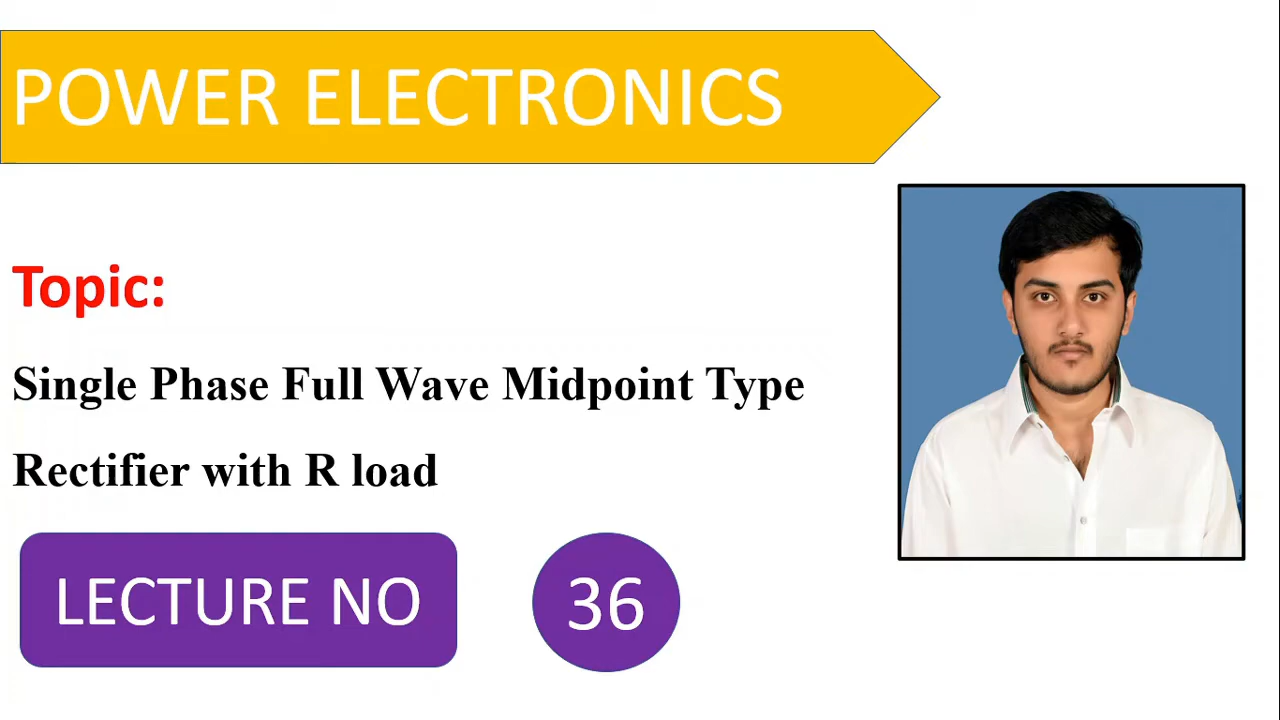 POWER ELECTRONICS
Topic:
Single Phase Full Wave Midpoint Type
Rectifier with R load
LECTURE NO
36